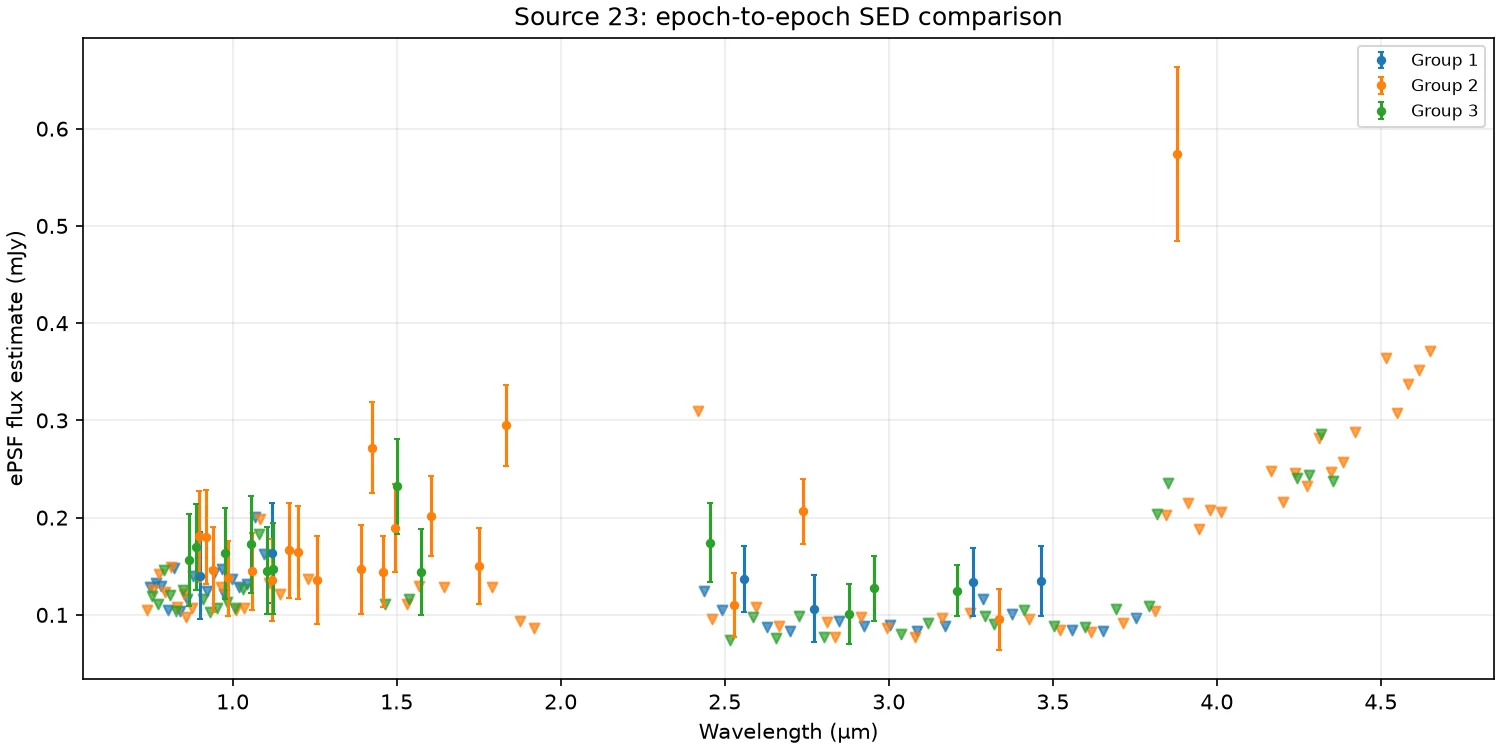 Source 23: epoch-to-epoch SED comparison
ePSF flux estimate (mJy)
0.6
0.5
0.4
0.3
0.2
0.1
Group 1
Group 2
Group 3
1.0 1.5 2.0 2.5 3.0 3.5 4.0 4.5
Wavelength (μm)